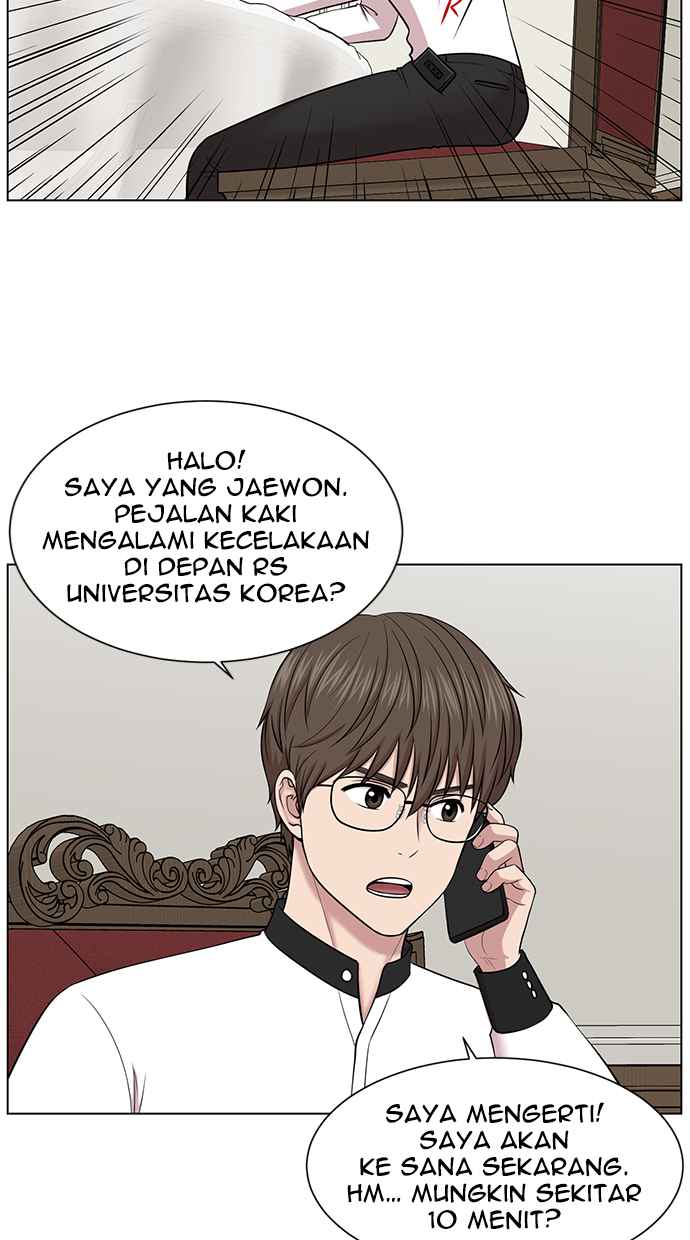 HALO!
SAYA YANG JAEWON.
PEJALAN KAKI
MENGALAMI KECELAKAAN
DI DEPAN RS
UNIVERSITAS KOREA?
SAYA MENGERTI!
SAYA AKAN
KE SANA SEKARANG.
HM... MUNGKIN SEKITAR
10 MENIT?